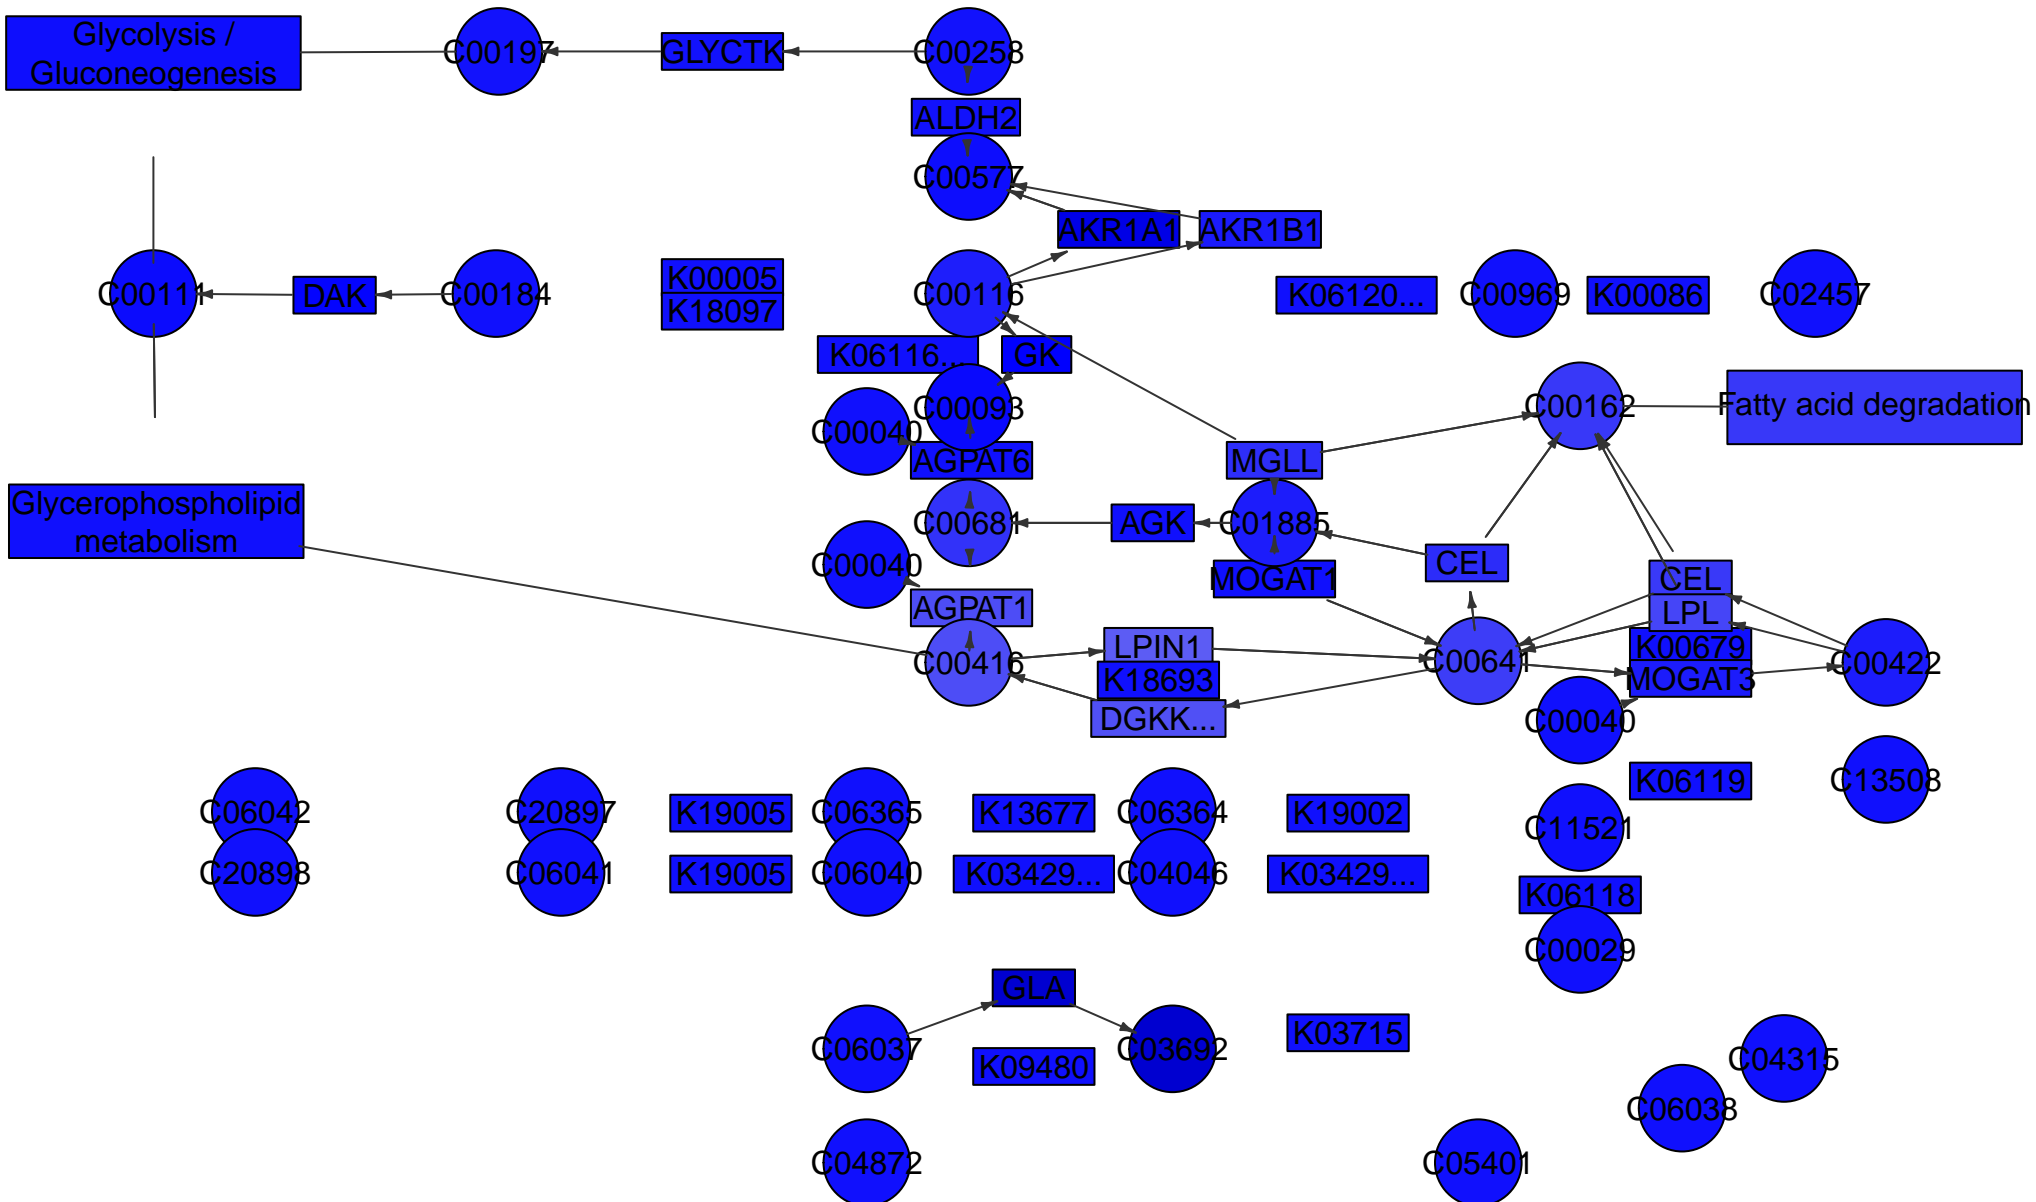 Glycolysis /
Gluconeogenesis
C00197
GLYCTK
C00258
ALDH2
C00577
AKR1A1
AKR1B1
C00111
DAK
C00184
K00005
K18097
C00116
K06120...
C00969
K00086
C02457
K06116...
GK
C00093
C00040
C00162
Fatty acid degradation
AGPAT6
MGLL
Glycerophospholipid
metabolism
C00681
AGK
C01885
C00040
MOGAT1
CEL
CEL
LPL
AGPAT1
C00416
LPIN1
K18693
DGKK...
C00641
K00679
MOGAT3
C00422
C00040
K06119
C13508
C06042
C20897
K19005
C06365
K13677
C06364
K19002
C11521
C20898
C06041
K19005
C06040
K03429...
C04046
K03429...
K06118
C00029
GLA
C06037
K09480
C03692
K03715
C04315
C06038
C04872
C05401